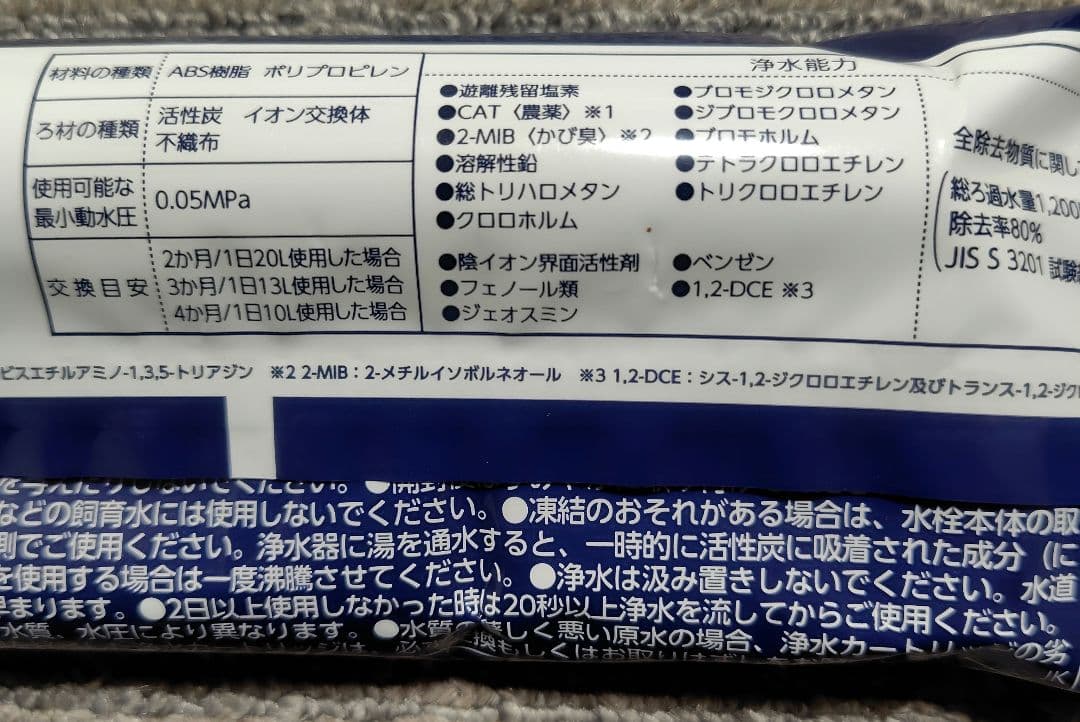 材料の種類 ABS樹脂 ポリプロピレン
ろ材の種類 活性炭 イオン交換体
不織布
使用可能な
最小動水圧 0.05MPa
交換目安
2か月/1日20L使用した場合
3か月/1日13L使用した場合
4か月/1日10L使用した場合
浄水能力
●遊離残留塩素
●CAT〈農薬〉※1
●2-MIB〈かび臭〉※2
●溶解性鉛
●総トリハロメタン
●クロロホルム
●ブロモジクロロメタン
●ジブロモクロロメタン
●ブロモホルム
●テトラクロロエチレン
●トリクロロエチレン
●陰イオン界面活性剤
●フェノール類
●ジェオスミン
●ベンゼン
●1,2-DCE ※3
全除去物質に関し
総ろ過水量1,200
除去率80%
JIS S 3201 試験
ビスエチルアミノ-1,3,5-トリアジン ※2 2-MIB：2-メチルイソボルネオール ※3 1,2-DCE：シス-1,2-ジクロロエチレン及びトランス-1,2-ジク
などの飼育水には使用しないでください。●凍結のおそれがある場合は、水栓本体の取
側でご使用ください。浄水器に湯を通水すると、一時的に活性炭に吸着された成分（に
を使用する場合は一度沸騰させてください。●浄水は汲み置きしないでください。水道
早まります。●2日以上使用しなかった時は20秒以上浄水を流してからご使用ください。
水質、水圧により異なります。●水質の著しく悪い原水の場合、浄水カートリッジの劣